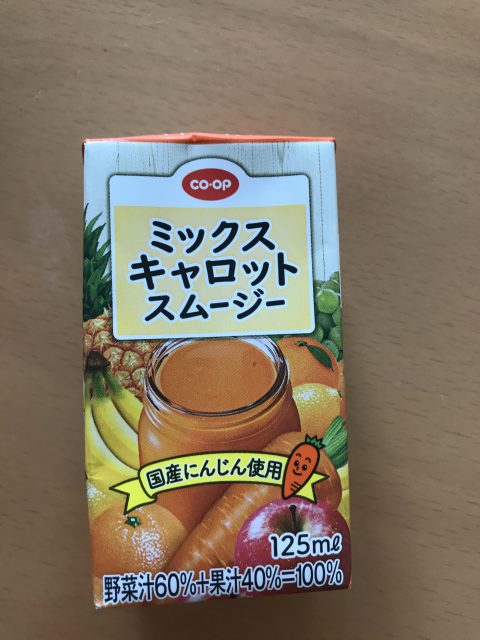 CO・OP
ミックス
キャロット
スムージー
国産にんじん使用
125ml
野菜汁60%+果汁40%=100%